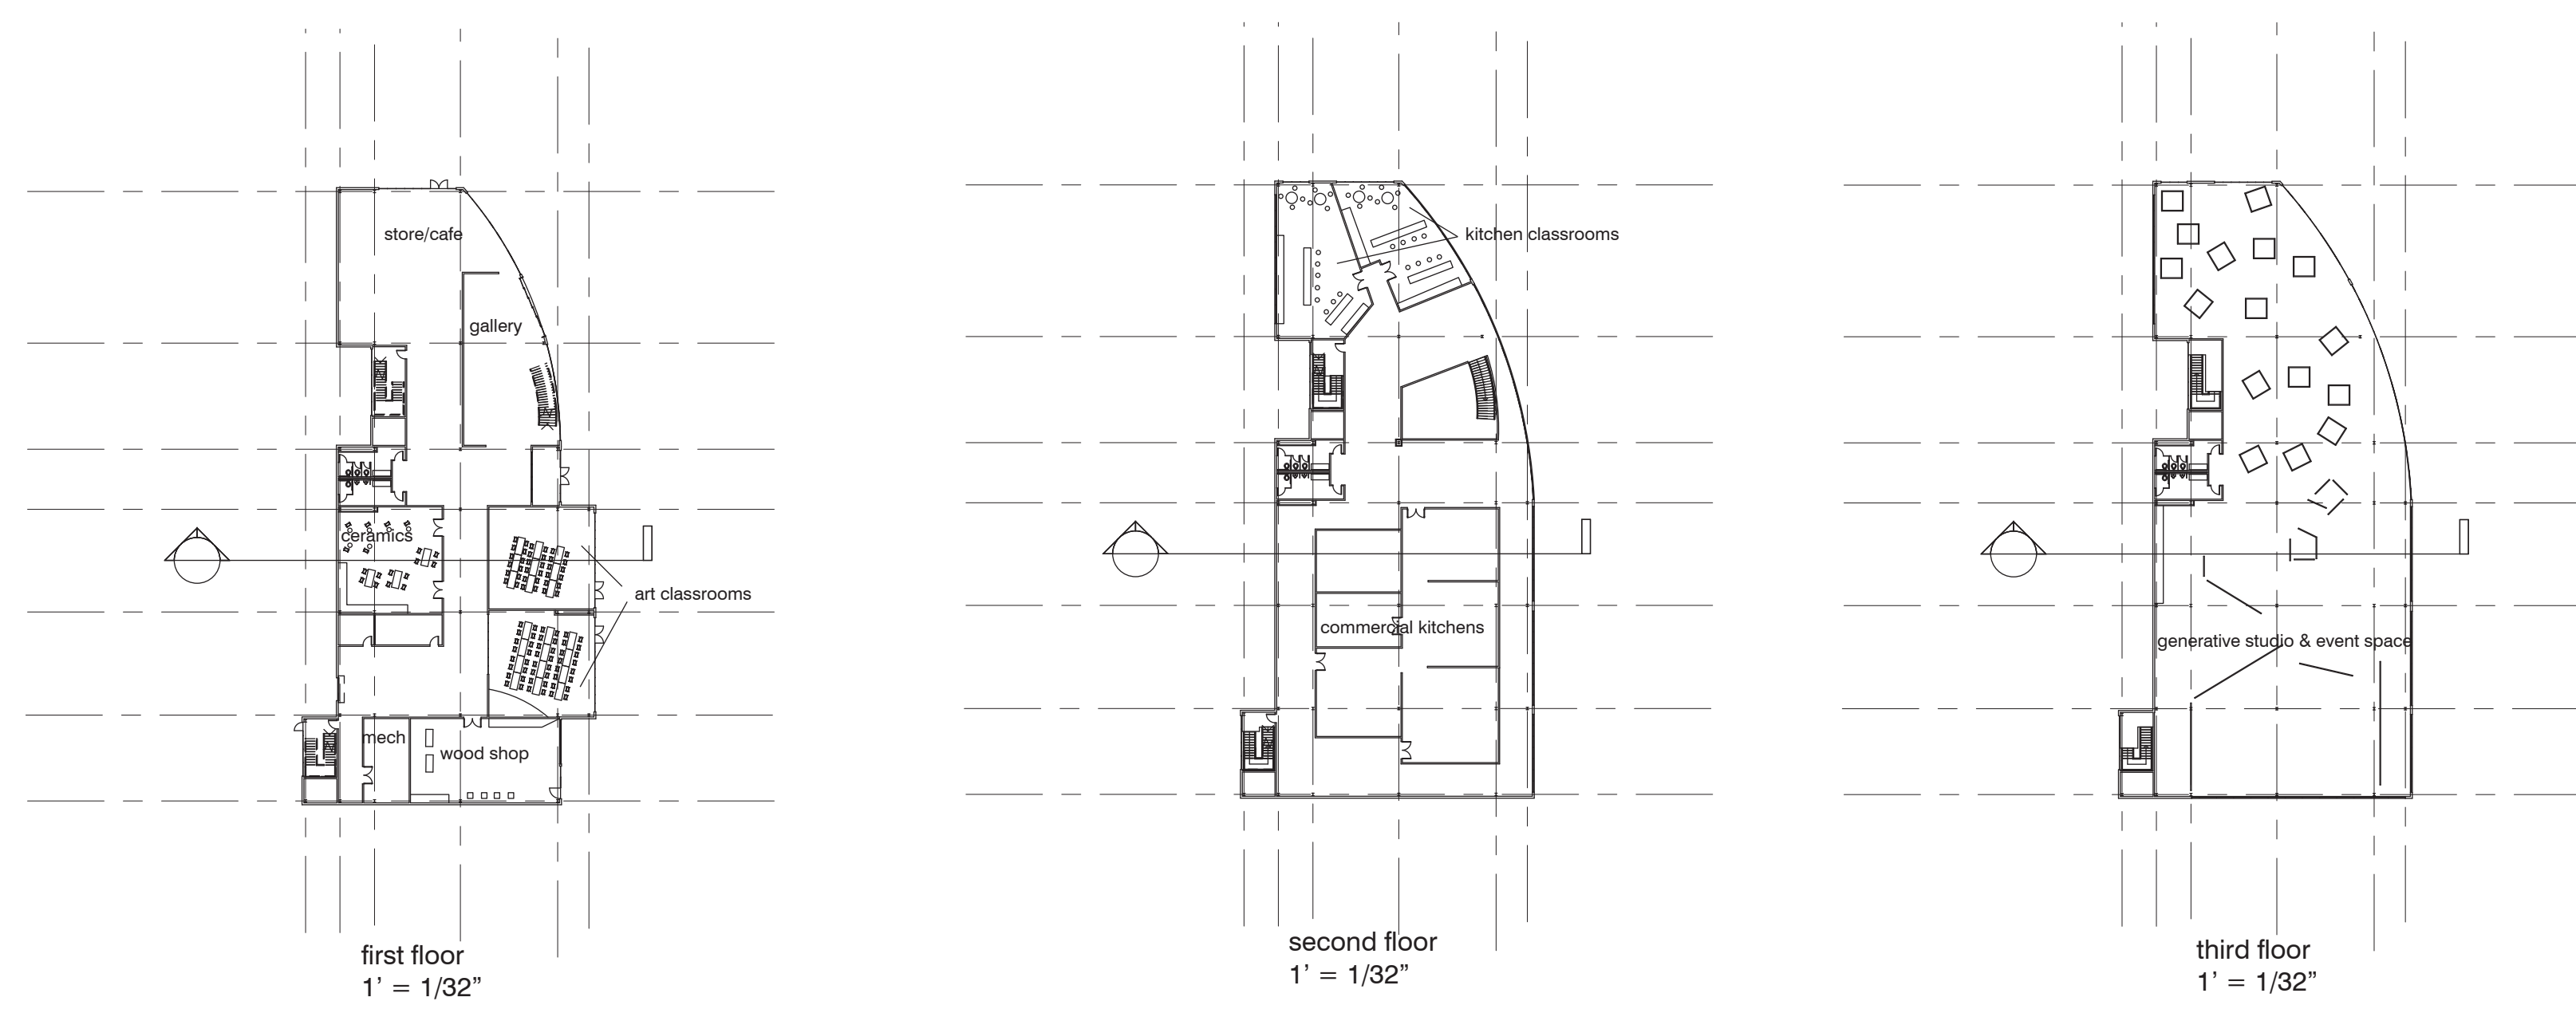 store/cafe
gallery
ceramics
art classrooms
mech
wood shop
first floor
1’ = 1/32”
kitchen classrooms
commercial kitchens
second floor
1’ = 1/32”
generative studio & event space
third floor
1’ = 1/32”